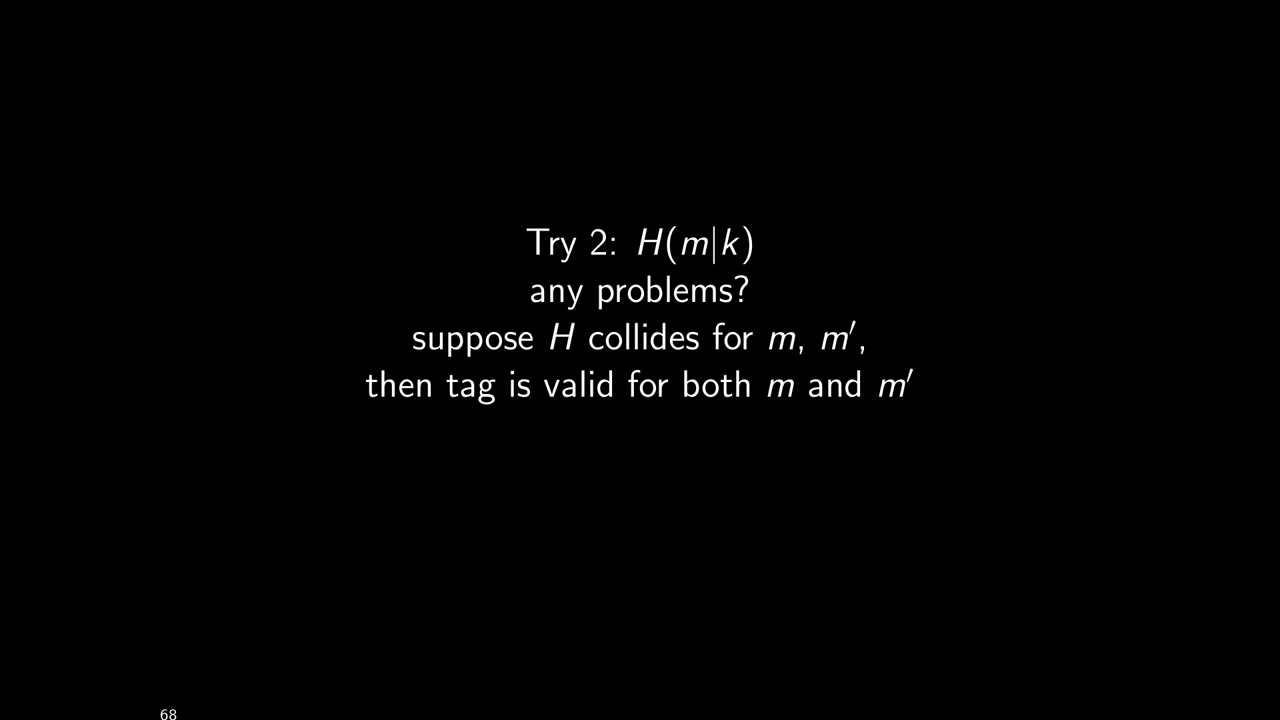 Try 2: H(m|k)
any problems?
suppose H collides for m, m′,
then tag is valid for both m and m′
68